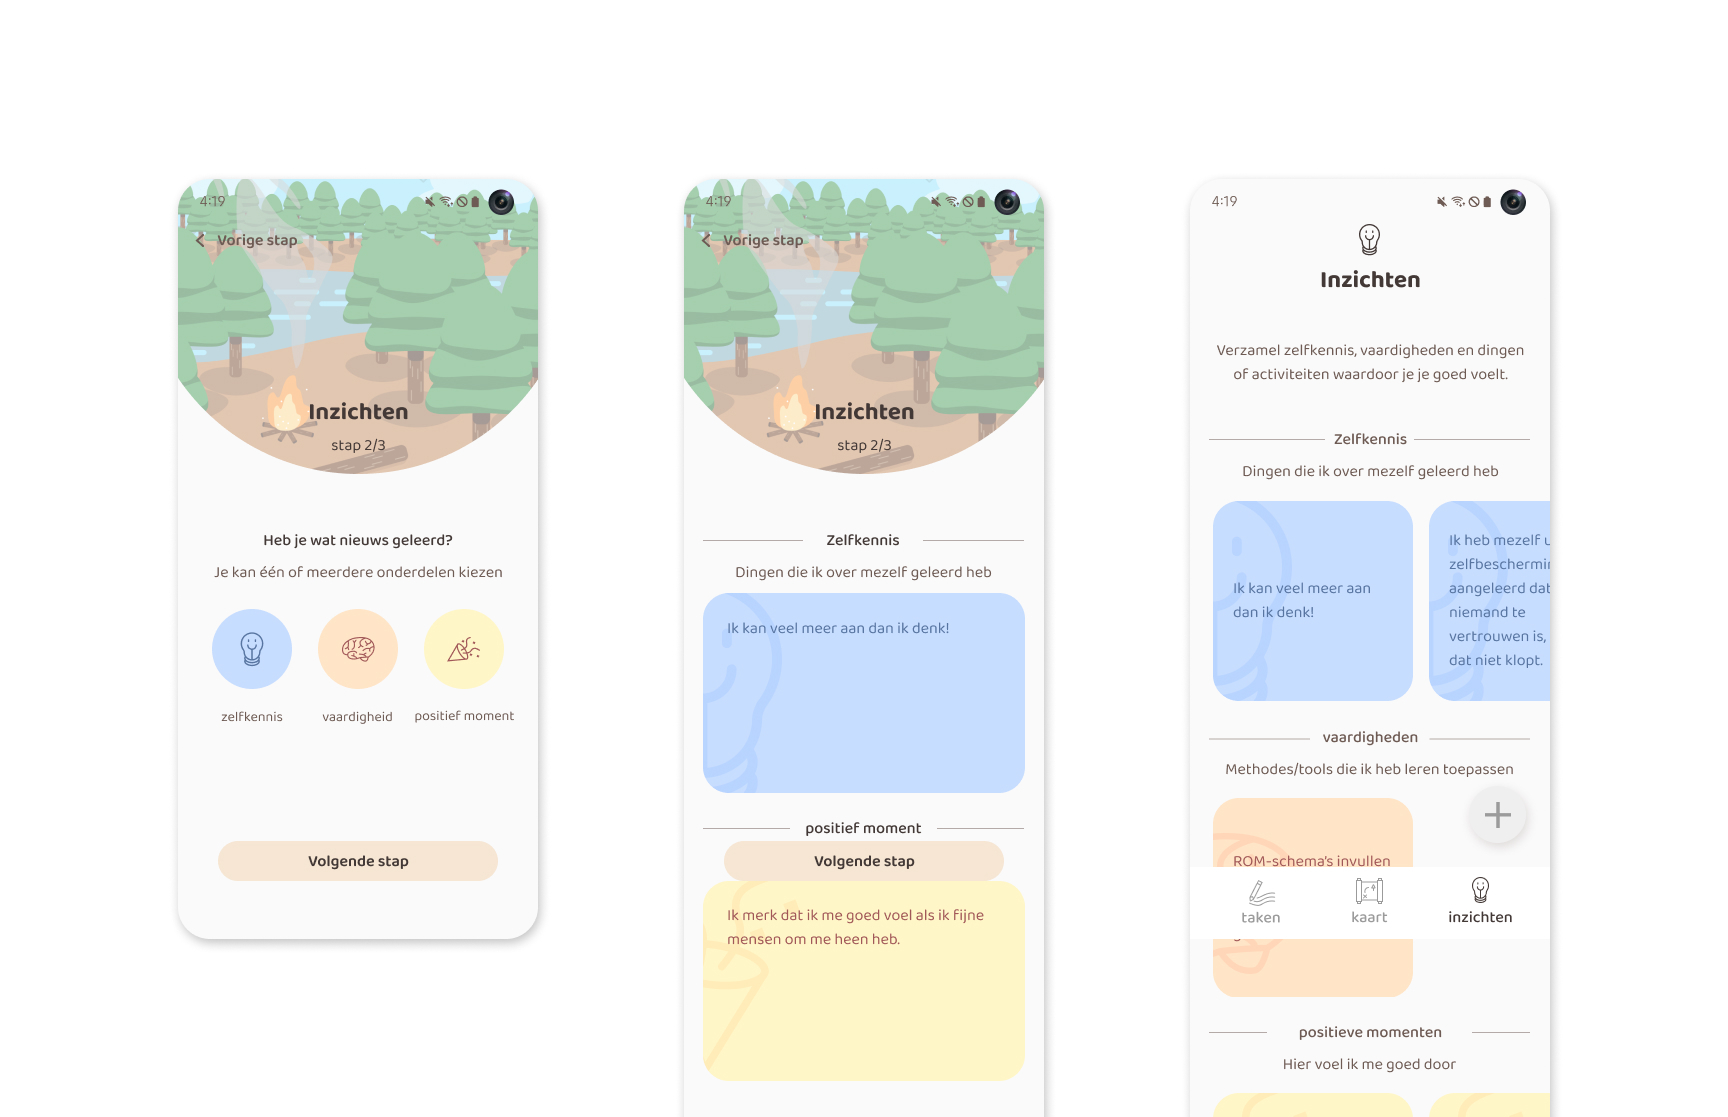 4:19
Vorige stap
Inzichten
stap 2/3
Heb je wat nieuws geleerd?
Je kan één of meerdere onderdelen kiezen
zelfkennis
vaardigheid
positief moment
Volgende stap
4:19
Vorige stap
Inzichten
stap 2/3
Zelfkennis
Dingen die ik over mezelf geleerd heb
Ik kan veel meer aan dan ik denk!
positief moment
Volgende stap
Ik merk dat ik me goed voel als ik fijne
mensen om me heen heb.
4:19
Inzichten
Verzamel zelfkennis, vaardigheden en dingen
of activiteiten waardoor je je goed voelt.
Zelfkennis
Dingen die ik over mezelf geleerd heb
Ik kan veel meer aan
dan ik denk!
Ik heb mezelf
aangeleerd dat
niemand te
vertrouwen is,
dat niet klopt.
vaardigheden
Methodes/tools die ik heb leren toepassen
ROM-schema's invullen
taken
kaart
inzichten
positieve momenten
Hier voel ik me goed door